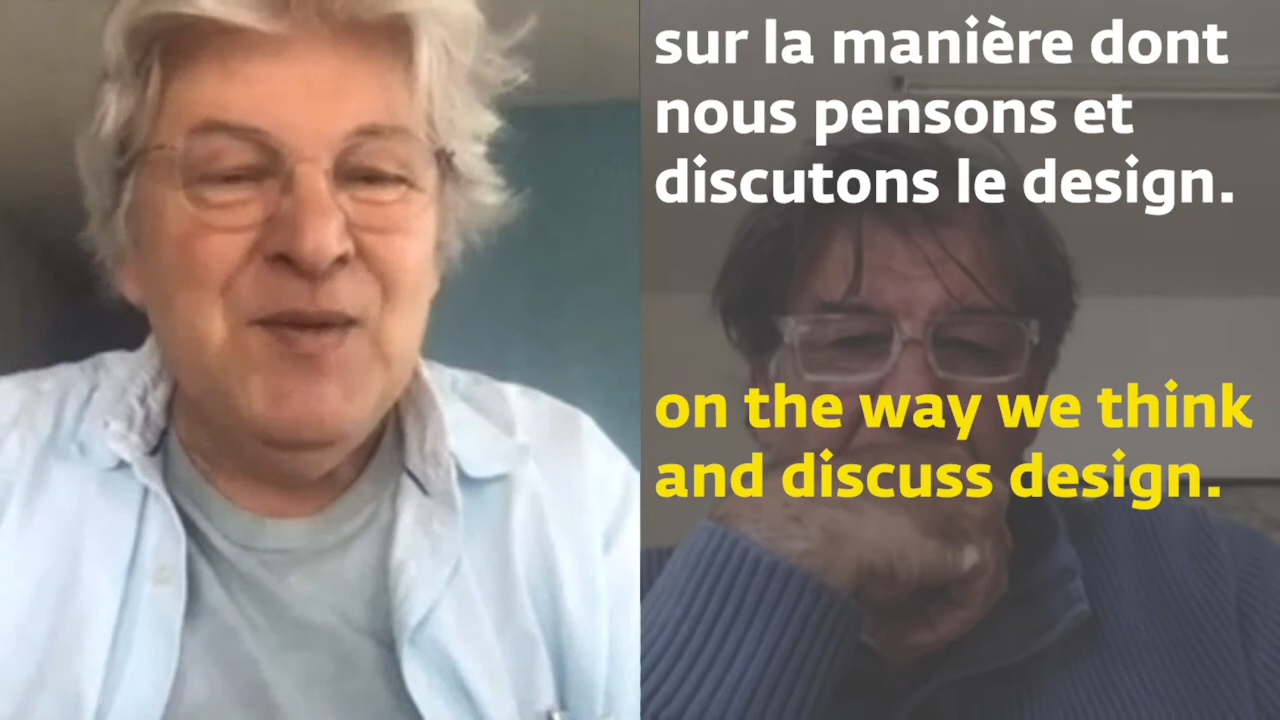 sur la manière dont
nous pensons et
discutons le design.
on the way we think
and discuss design.